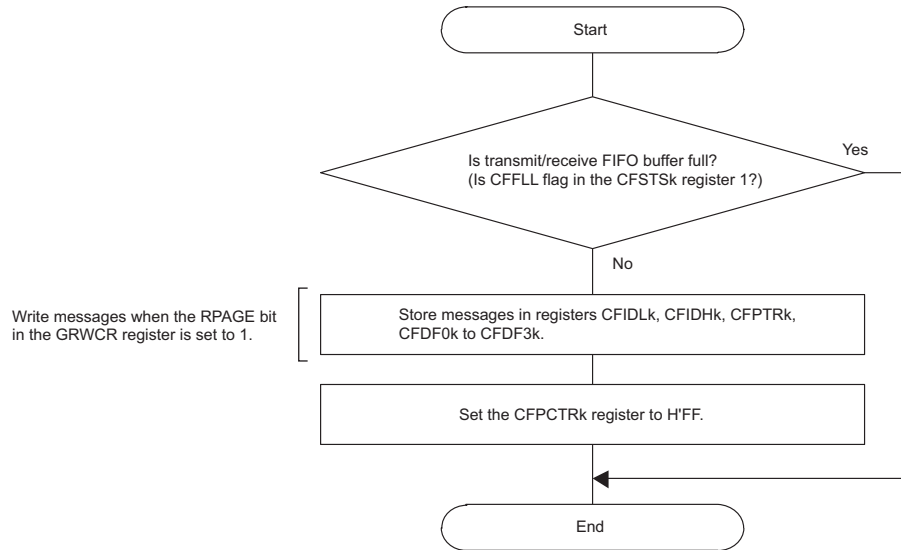 Start
Is transmit/receive FIFO buffer full?
(Is CFFLL flag in the CFSTSk register 1?)
Yes
No
Write messages when the RPAGE bit
in the GRWCR register is set to 1.
Store messages in registers CFIDLk, CFIDHk, CFPTRk,
CFDF0k to CFDF3k.
Set the CFPCTRk register to H'FF.
End